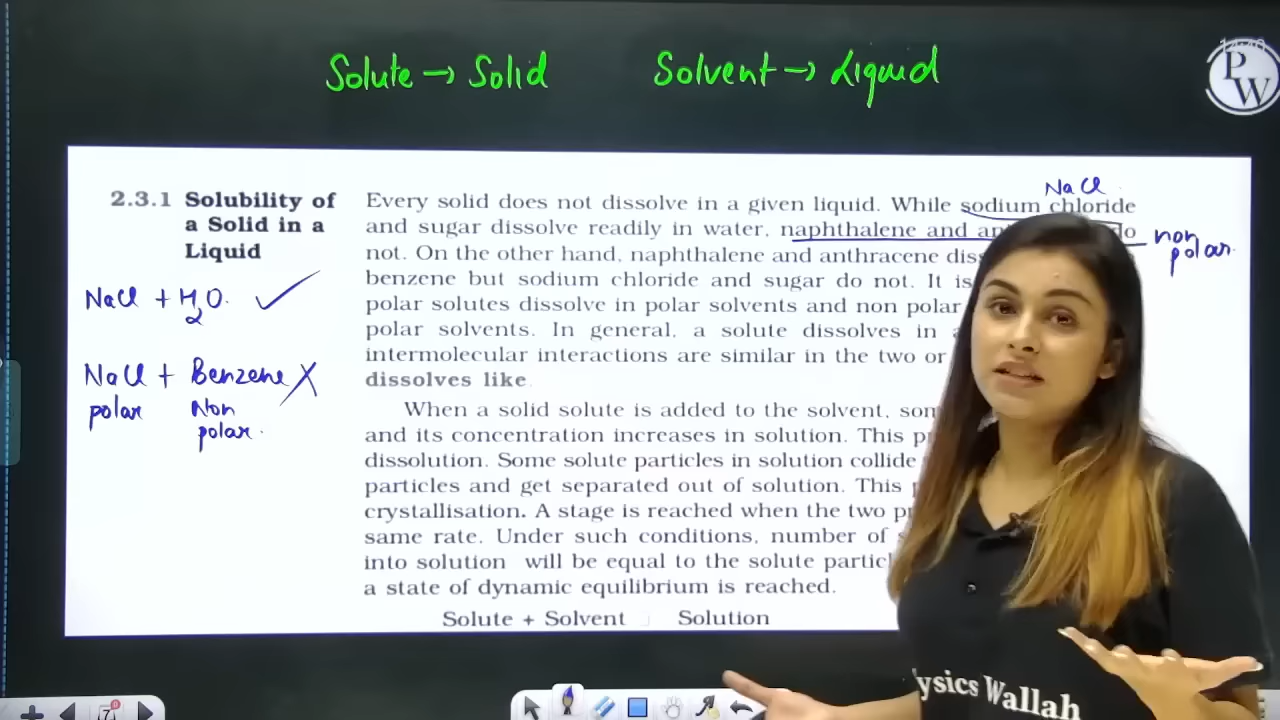 Solute → Solid Solvent → Liquid
PW
2.3.1 Solubility of
a Solid in a
Liquid
NaCl + H2O. ✓
NaCl + Benzene X
polar Non
polar.
NaCl
Every solid does not dissolve in a given liquid. While sodium chloride
and sugar dissolve readily in water, naphthalene and do
non
polar.
not. On the other hand, naphthalene and anthracene
benzene but sodium chloride and sugar do not. It is
polar solutes dissolve in polar solvents and non polar
polar solvents. In general, a solute dissolves in a
intermolecular interactions are similar in the two or
dissolves like.
When a solid solute is added to the solvent,
and its concentration increases in solution. This
dissolution. Some solute particles in solution collide
particles and get separated out of solution. This
crystallisation. A stage is reached when the two
same rate. Under such conditions, number of
into solution will be equal to the solute
a state of dynamic equilibrium is reached.
Solute + Solvent Solution
ysics Wallah
7